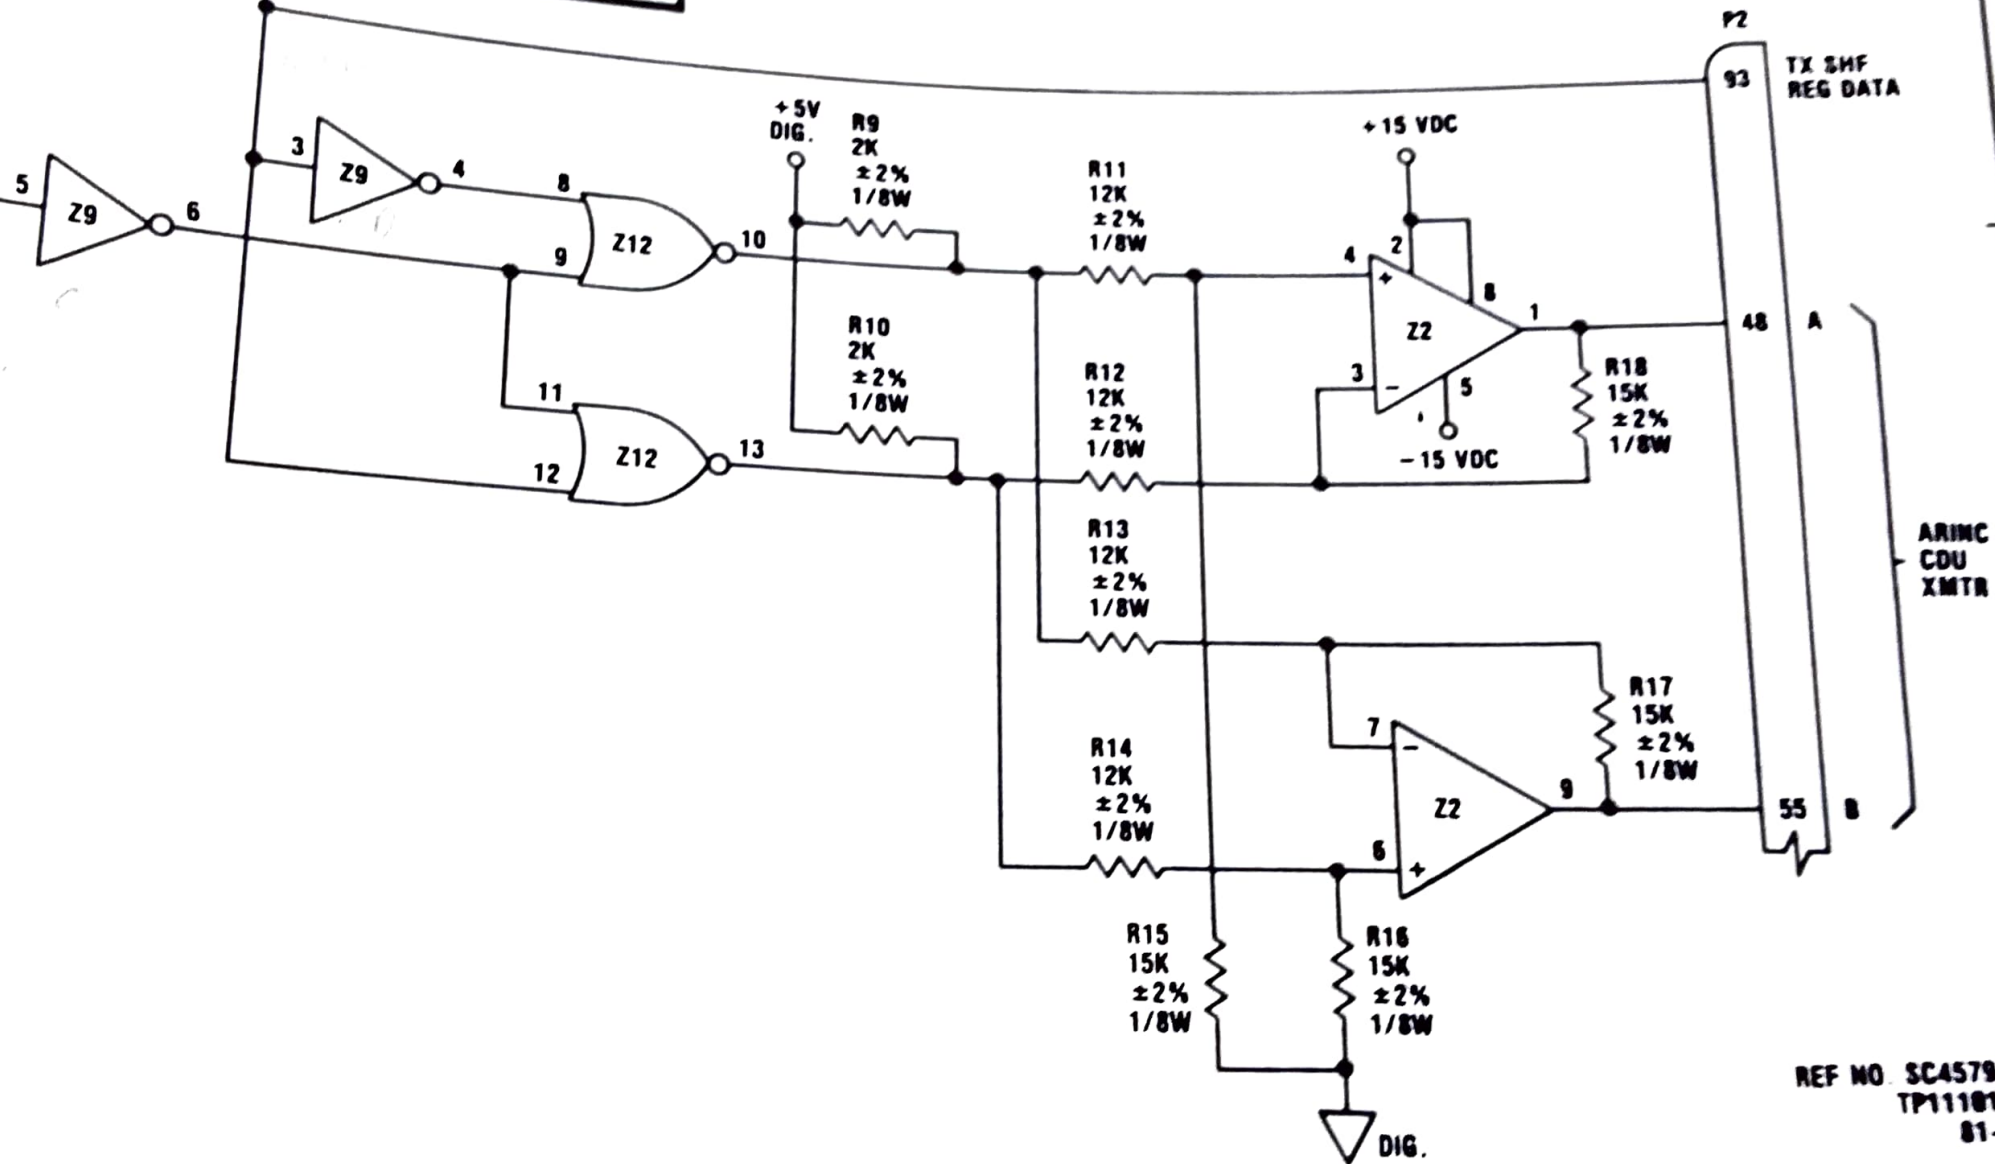 P2
93
TX SHF
REG DATA
5
Z9
6
3
Z9
4
8
9
Z12
10
+5V
DIG.
R9
2K
±2%
1/8W
R11
12K
±2%
1/8W
+15 VDC
4
+
2
8
Z2
1
3
-
5
-15 VDC
48
A
R18
15K
±2%
1/8W
R10
2K
±2%
1/8W
R12
12K
±2%
1/8W
11
12
Z12
13
R13
12K
±2%
1/8W
ARINC
CDU
XMTR
R17
15K
±2%
1/8W
R14
12K
±2%
1/8W
7
-
Z2
9
6
+
55
B
R15
15K
±2%
1/8W
R16
15K
±2%
1/8W
DIG.
REF NO. SC4579
TP11181
81-